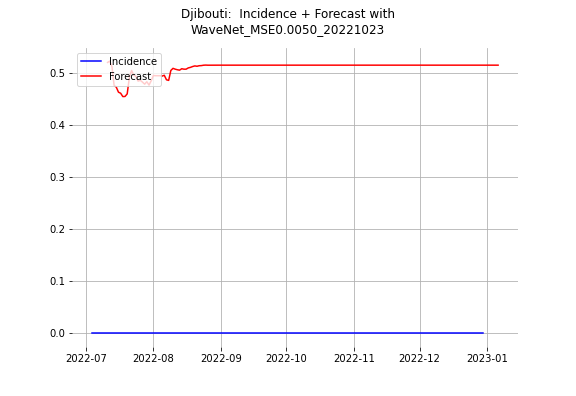 Djibouti:  Incidence + Forecast with
WaveNet_MSE0.0050_20221023
Incidence
Forecast
0.5
0.4
0.3
0.2
0.1
0.0
2022-07 2022-08 2022-09 2022-10 2022-11 2022-12 2023-01